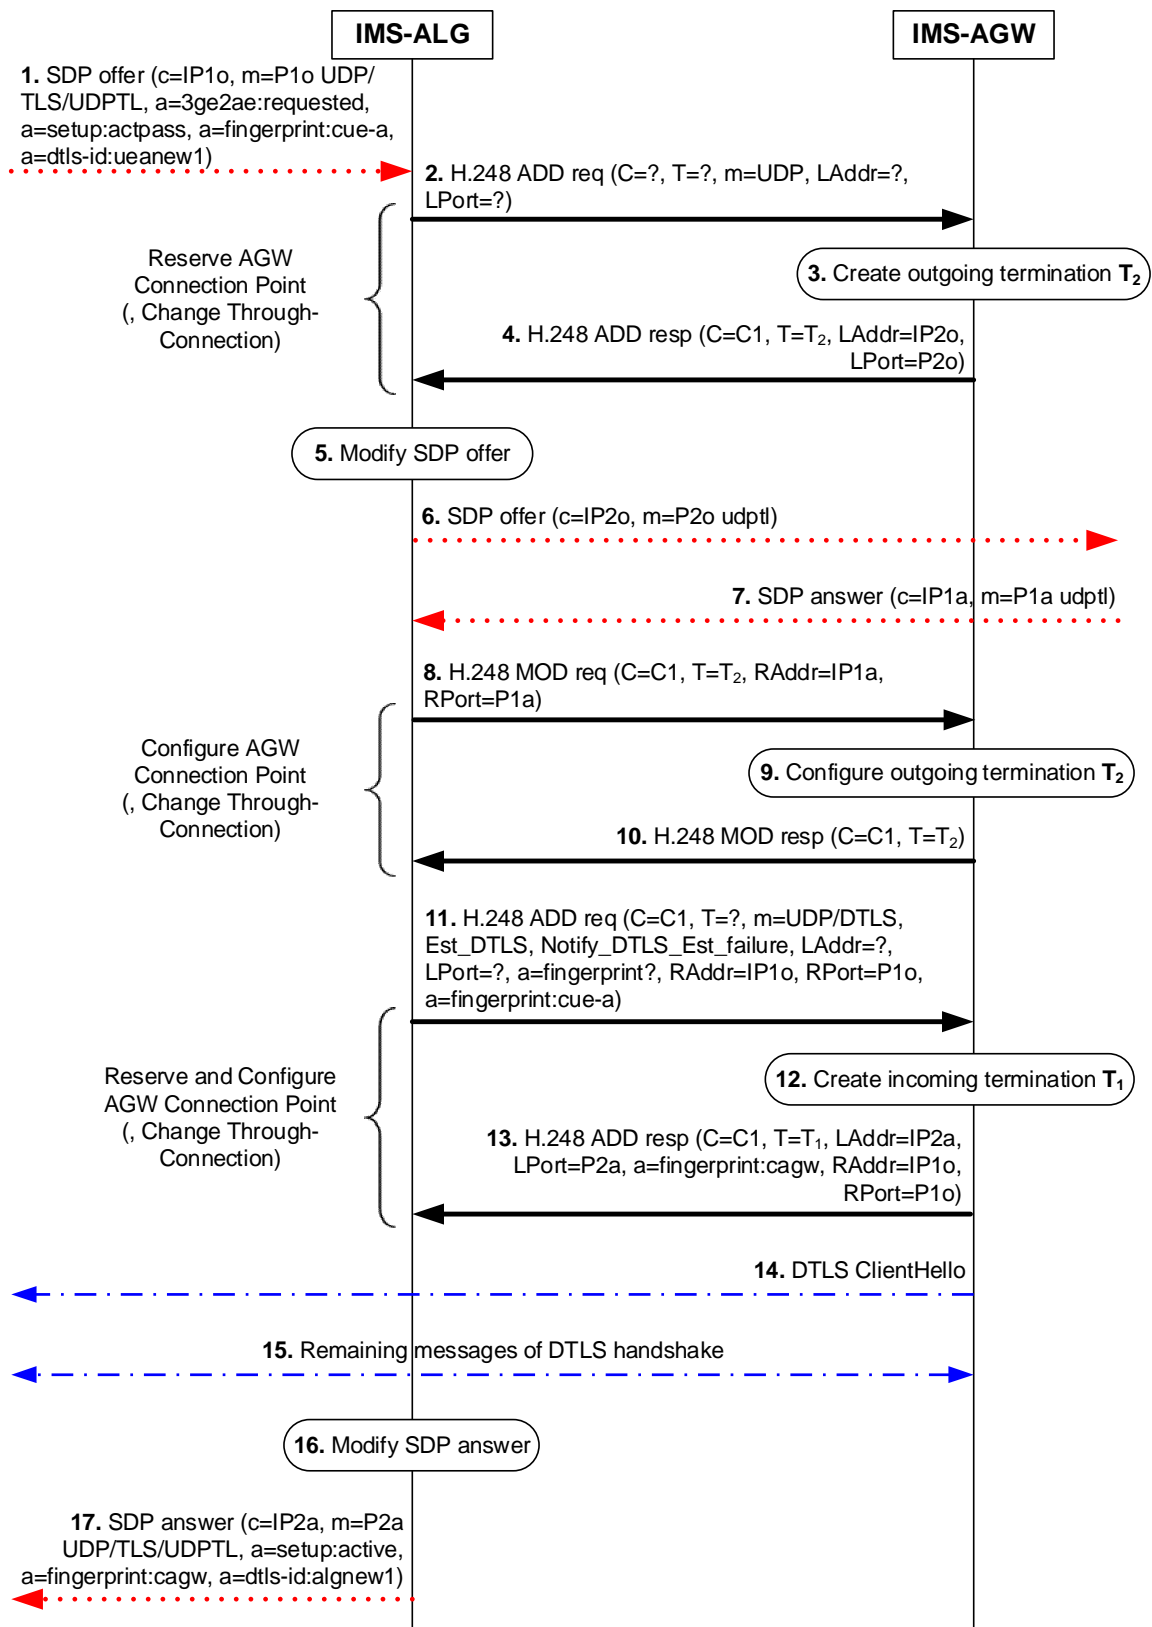 IMS-ALG
IMS-AGW
1. SDP offer (c=IP1o, m=P1o UDP/
TLS/UDPTL, a=3ge2ae:requested,
a=setup:actpass, a=fingerprint:cue-a,
a=dtls-id:ueanew1)
2. H.248 ADD req (C=?, T=?, m=UDP, LAddr=?,
LPort=?)
Reserve AGW
Connection Point
(, Change Through-
Connection)
3. Create outgoing termination T2
4. H.248 ADD resp (C=C1, T=T2, LAddr=IP2o,
LPort=P2o)
5. Modify SDP offer
6. SDP offer (c=IP2o, m=P2o udptl)
7. SDP answer (c=IP1a, m=P1a udptl)
8. H.248 MOD req (C=C1, T=T2, RAddr=IP1a,
RPort=P1a)
Configure AGW
Connection Point
(, Change Through-
Connection)
9. Configure outgoing termination T2
10. H.248 MOD resp (C=C1, T=T2)
11. H.248 ADD req (C=C1, T=?, m=UDP/DTLS,
Est_DTLS, Notify_DTLS_Est_failure, LAddr=?,
LPort=?, a=fingerprint?, RAddr=IP1o, RPort=P1o,
a=fingerprint:cue-a)
Reserve and Configure
AGW Connection Point
(, Change Through-
Connection)
12. Create incoming termination T1
13. H.248 ADD resp (C=C1, T=T1, LAddr=IP2a,
LPort=P2a, a=fingerprint:cagw, RAddr=IP1o,
RPort=P1o)
14. DTLS ClientHello
15. Remaining messages of DTLS handshake
16. Modify SDP answer
17. SDP answer (c=IP2a, m=P2a
UDP/TLS/UDPTL, a=setup:active,
a=fingerprint:cagw, a=dtls-id:algnew1)